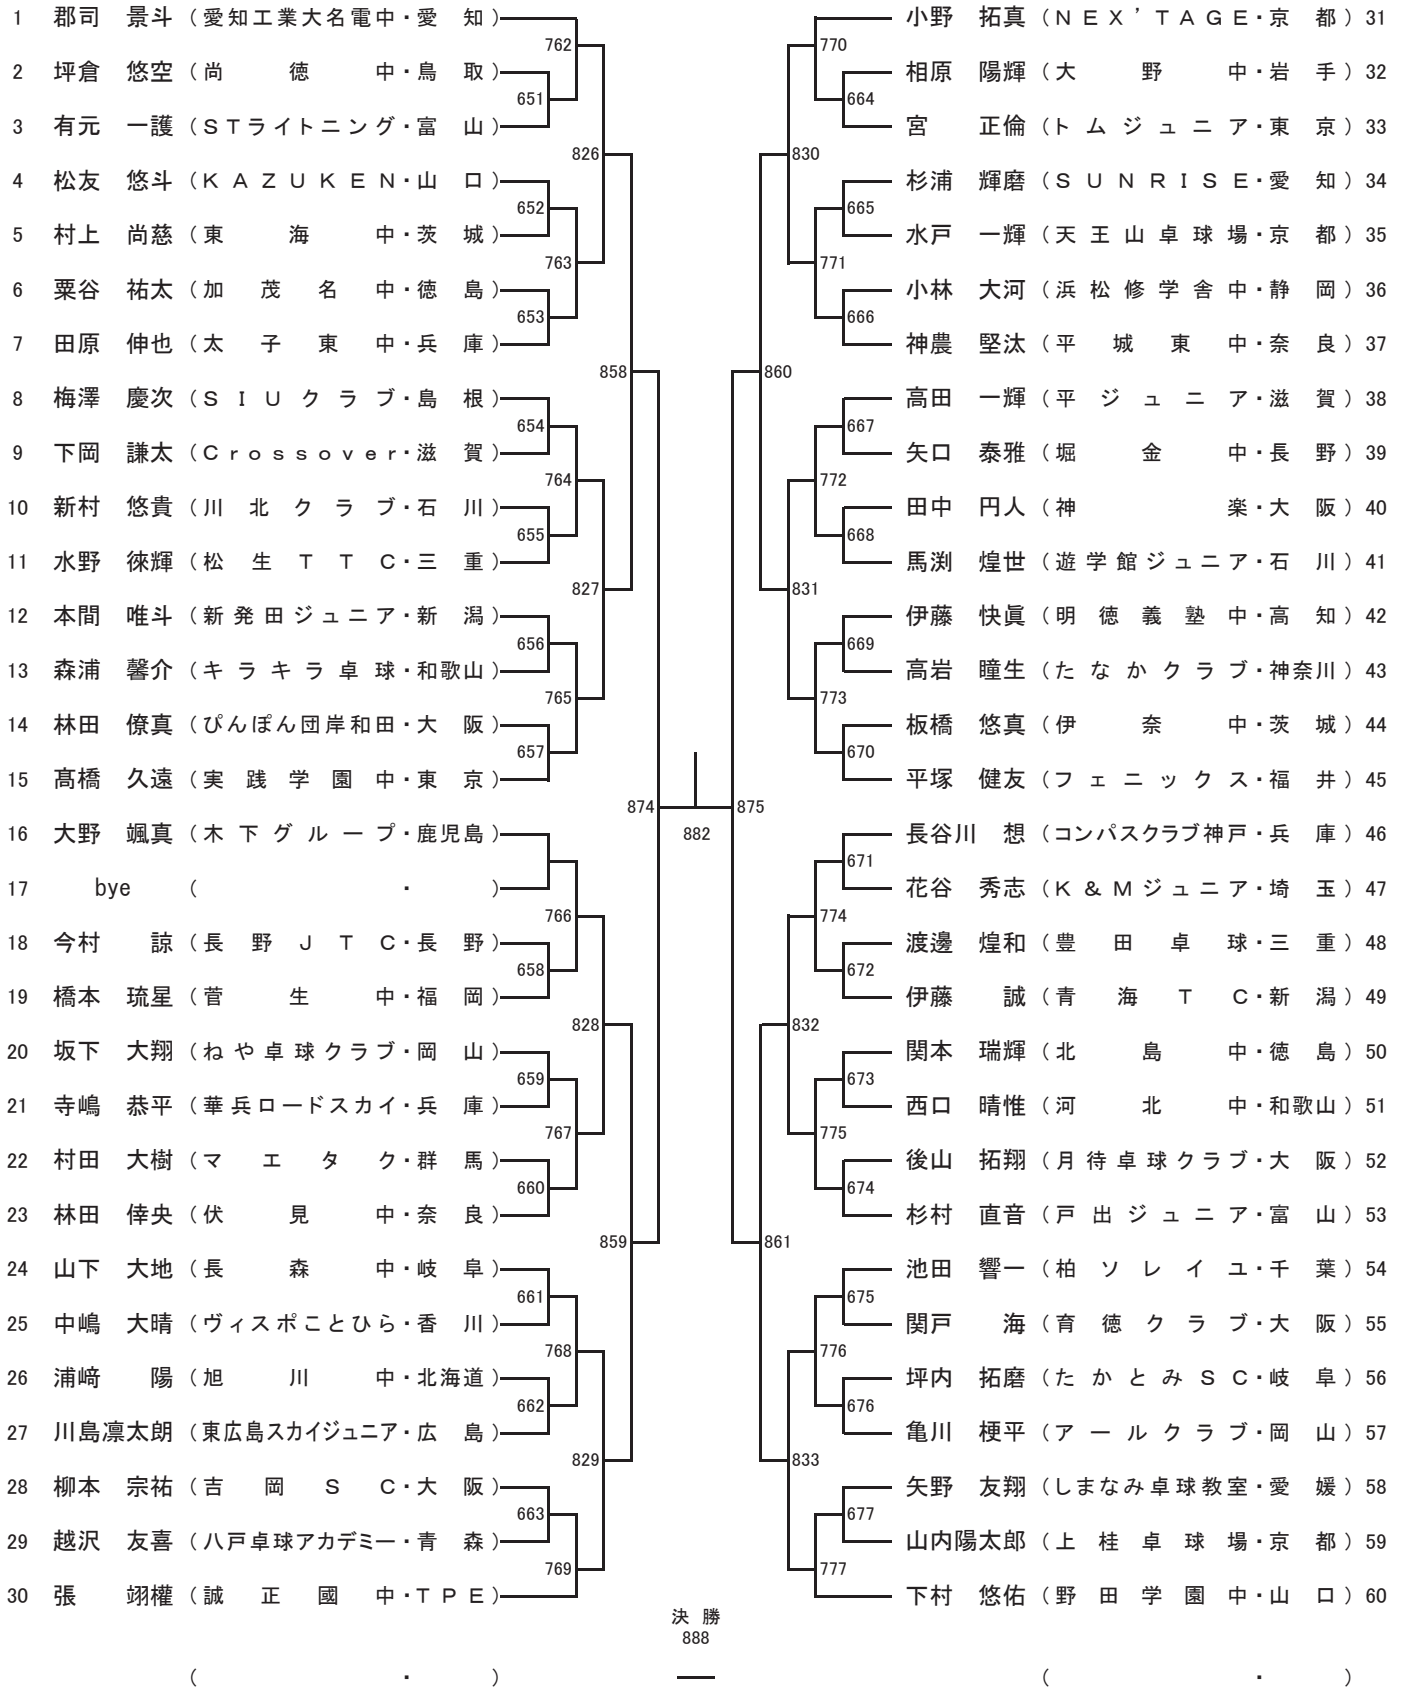 1 郡司 景斗 (愛知工業大名電中・愛 知) 小野 拓真 (NEX’TAGE・京 都) 31
762 770
2 坪倉 悠空 (尚徳中・鳥 取) 相原 陽輝 (大野中・岩 手) 32
651 664
3 有元 一護 (STライトニング・富 山) 宮 正倫 (トムジュニア・東 京) 33
826 830
4 松友 悠斗 (KAZUKEN・山 口) 杉浦 輝磨 (SUNRISE・愛 知) 34
652 665
5 村上 尚慈 (東海中・茨 城) 水戸 一輝 (天王山卓球場・京 都) 35
763 771
6 粟谷 祐太 (加茂名中・徳 島) 小林 大河 (浜松修学舎中・静 岡) 36
653 666
7 田原 伸也 (太子東中・兵 庫) 神農 堅汰 (平城東中・奈 良) 37
858 860
8 梅澤 慶次 (SIUクラブ・島 根) 高田 一輝 (平ジュニア・滋 賀) 38
654 667
9 下岡 謙太 (Crossover・滋 賀) 矢口 泰雅 (堀金中・長 野) 39
764 772
10 新村 悠貴 (川北クラブ・石 川) 田中 円人 (神楽・大 阪) 40
655 668
11 水野 徠輝 (松生TTC・三 重) 馬渕 煌世 (遊学館ジュニア・石 川) 41
827 831
12 本間 唯斗 (新発田ジュニア・新 潟) 伊藤 快眞 (明徳義塾中・高 知) 42
656 669
13 森浦 馨介 (キラキラ卓球・和歌山) 高岩 瞳生 (たなかクラブ・神奈川) 43
765 773
14 林田 僚真 (ぴんぽん団岸和田・大 阪) 板橋 悠真 (伊奈中・茨 城) 44
657 670
15 髙橋 久遠 (実践学園中・東 京) 平塚 健友 (フェニックス・福 井) 45
874 875
16 大野 颯真 (木下グループ・鹿児島) 882 長谷川 想 (コンパスクラブ神戸・兵 庫) 46
671
17 bye ( ・ ) 花谷 秀志 (K&Mジュニア・埼 玉) 47
766 774
18 今村 諒 (長野JTC・長 野) 渡邊 煌和 (豊田卓球・三 重) 48
658 672
19 橋本 琉星 (菅生中・福 岡) 伊藤 誠 (青海TC・新 潟) 49
828 832
20 坂下 大翔 (ねや卓球クラブ・岡 山) 関本 瑞輝 (北島中・徳 島) 50
659 673
21 寺嶋 恭平 (華兵ロードスカイ・兵 庫) 西口 晴惟 (河北中・和歌山) 51
767 775
22 村田 大樹 (マエタク・群 馬) 後山 拓翔 (月待卓球クラブ・大 阪) 52
660 674
23 林田 倖央 (伏見中・奈 良) 杉村 直音 (戸出ジュニア・富 山) 53
859 861
24 山下 大地 (長森中・岐 阜) 池田 響一 (柏ソレイユ・千 葉) 54
661 675
25 中嶋 大晴 (ヴィスポことひら・香 川) 関戸 海 (育徳クラブ・大 阪) 55
768 776
26 浦﨑 陽 (旭川中・北海道) 坪内 拓磨 (たかとみSC・岐 阜) 56
662 676
27 川島凛太朗 (東広島スカイジュニア・広 島) 亀川 梗平 (アールクラブ・岡 山) 57
829 833
28 柳本 宗祐 (吉岡SC・大 阪) 矢野 友翔 (しまなみ卓球教室・愛 媛) 58
663 677
29 越沢 友喜 (八戸卓球アカデミー・青 森) 山内陽太郎 (上桂卓球場・京 都) 59
769 777
30 張 翊權 (誠正國中・TPE) 下村 悠佑 (野田学園中・山 口) 60
決 勝
888
( ・ ) ( ・ )